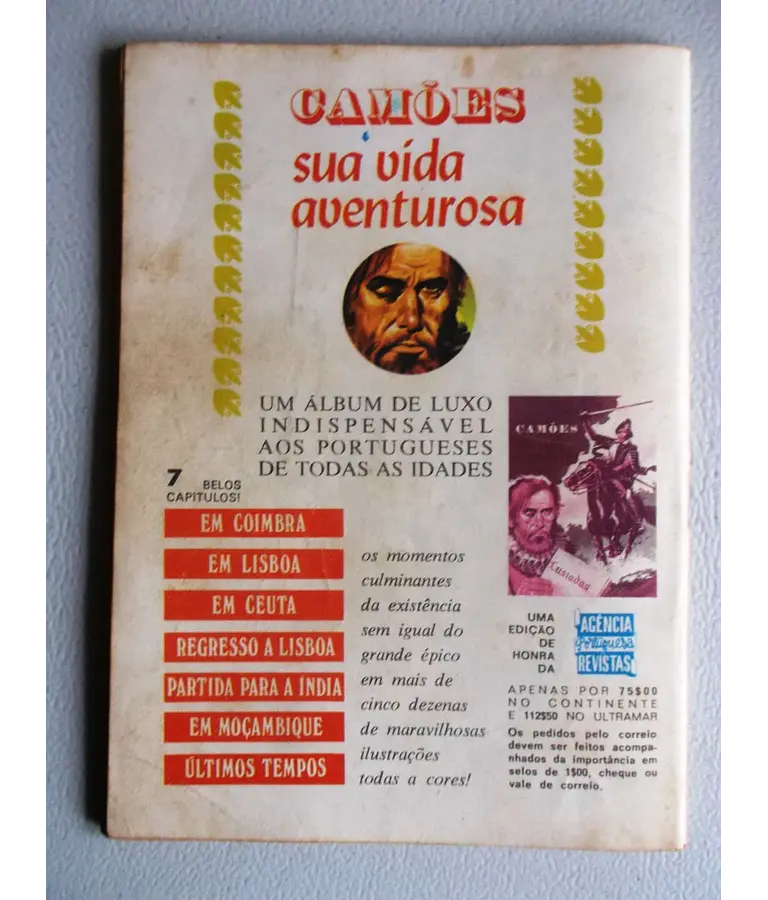 CAMÕES
sua vida
aventurosa
UM ÁLBUM DE LUXO
INDISPENSÁVEL
AOS PORTUGUESES
DE TODAS AS IDADES
7 BELOS
CAPÍTULOS!
EM COIMBRA
EM LISBOA
EM CEUTA
REGRESSO A LISBOA
PARTIDA PARA A ÍNDIA
EM MOÇAMBIQUE
ÚLTIMOS TEMPOS
os momentos
culminantes
da existência
sem igual do
grande épico
em mais de
cinco dezenas
de maravilhosas
ilustrações
todas a cores!
CAMÕES
Lusiadas
UMA
EDIÇÃO
DE
HONRA
DA
AGÊNCIA
portuguesa
REVISTAS
APENAS POR 75$00
NO CONTINENTE
E 112$50 NO ULTRAMAR
Os pedidos pelo correio
devem ser feitos acompa-
nhados da importância em
selos de 1$00, cheque ou
vale de correio.